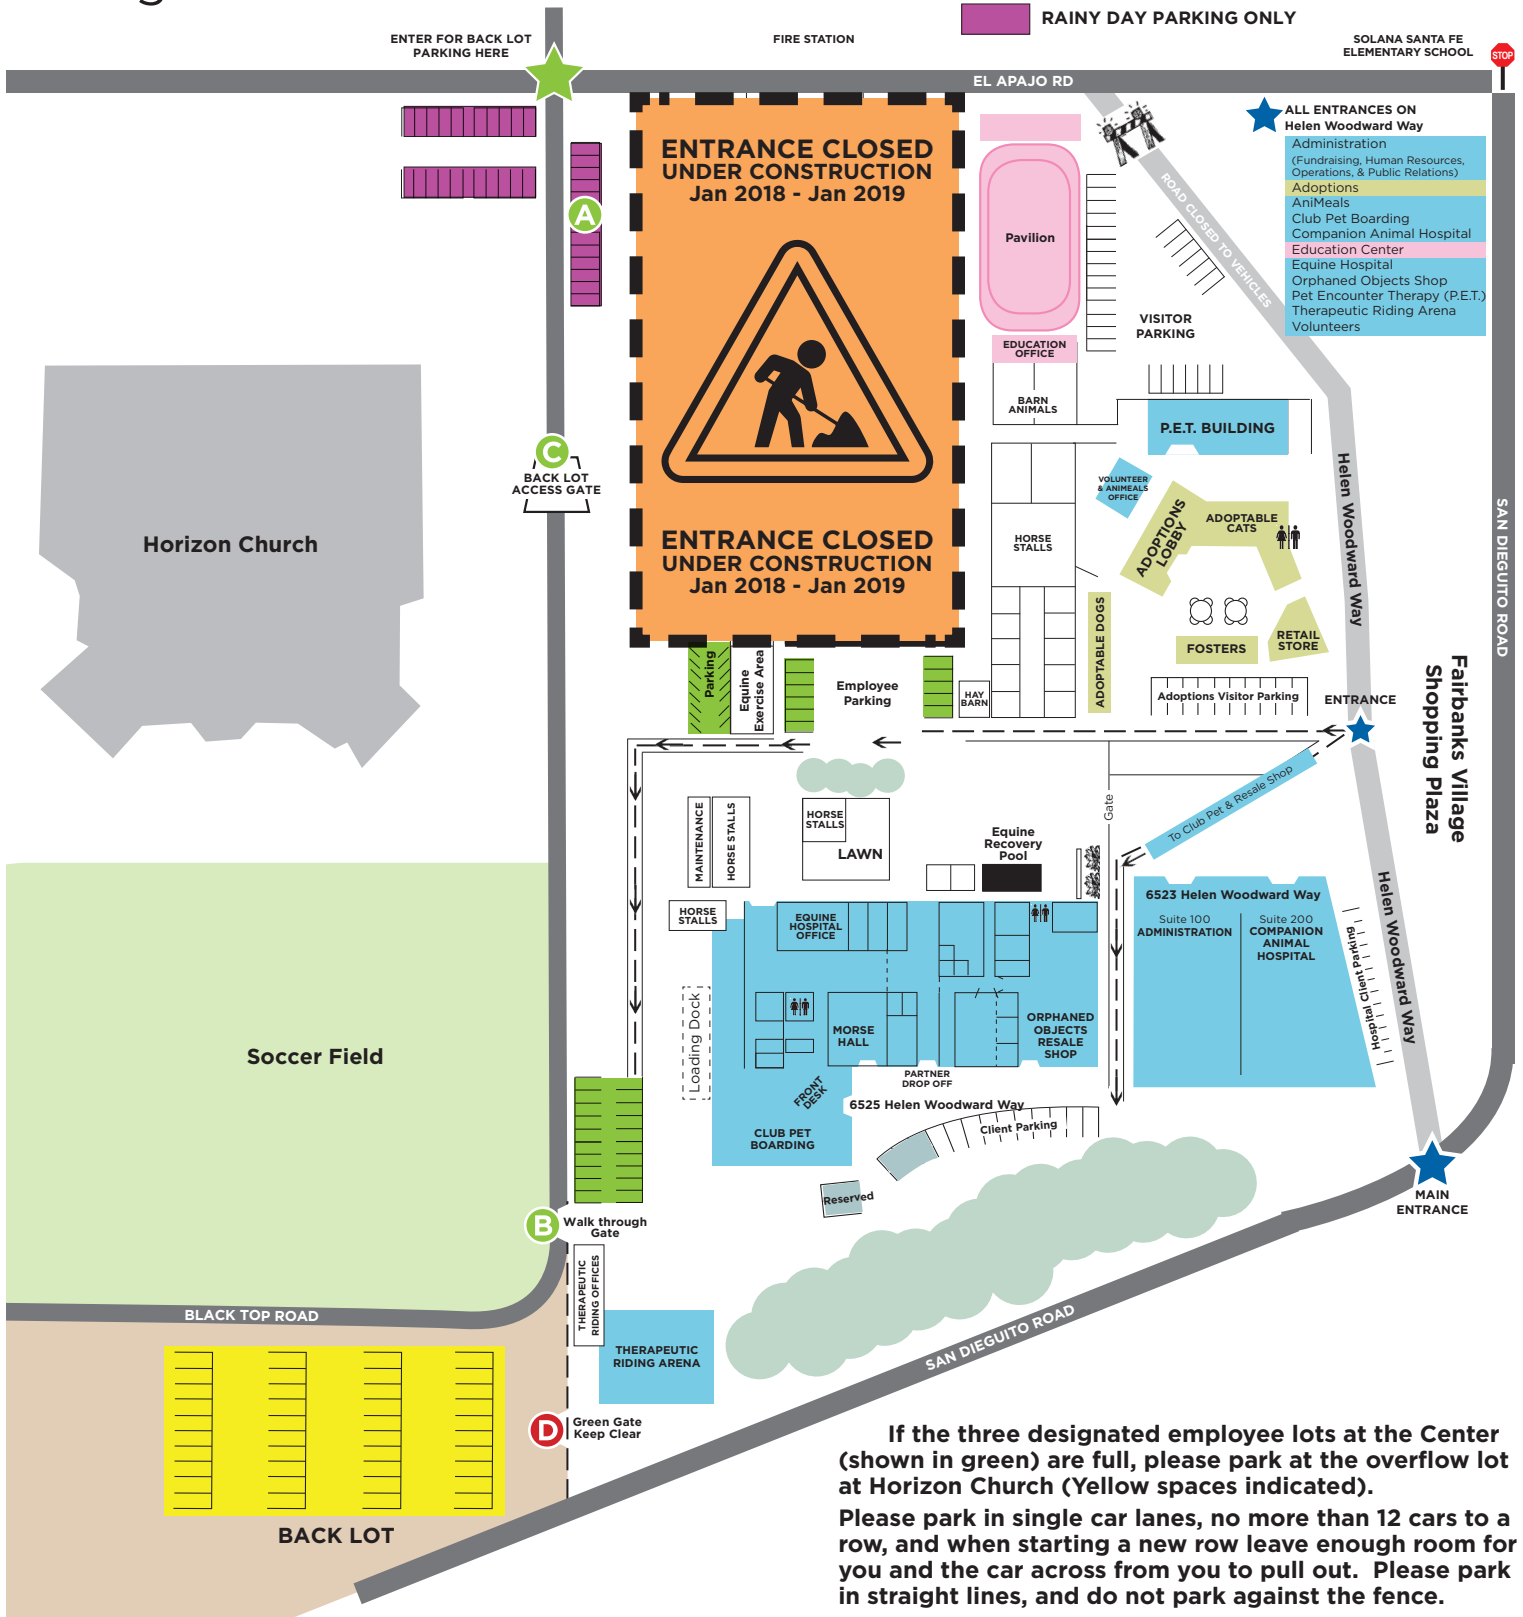 RAINY DAY PARKING ONLY
ENTER FOR BACK LOT
PARKING HERE
FIRE STATION
SOLANA SANTA FE
ELEMENTARY SCHOOL
STOP
EL APAJO RD
ALL ENTRANCES ON
Helen Woodward Way
Administration
(Fundraising, Human Resources,
Operations, & Public Relations)
Adoptions
AniMeals
Club Pet Boarding
Companion Animal Hospital
Education Center
Equine Hospital
Orphaned Objects Shop
Pet Encounter Therapy (P.E.T.)
Therapeutic Riding Arena
Volunteers
ENTRANCE CLOSED
UNDER CONSTRUCTION
Jan 2018 - Jan 2019
A
Pavilion
ROAD CLOSED TO VEHICLES
VISITOR
PARKING
EDUCATION
OFFICE
BARN
ANIMALS
P.E.T. BUILDING
C
BACK LOT
ACCESS GATE
VOLUNTEER
& ANIMEALS
OFFICE
Helen Woodward Way
SAN DIEGUITO ROAD
ADOPTIONS
LOBBY
ADOPTABLE
CATS
Horizon Church
HORSE
STALLS
ENTRANCE CLOSED
UNDER CONSTRUCTION
Jan 2018 - Jan 2019
ADOPTABLE DOGS
FOSTERS
RETAIL
STORE
Parking
Equine
Exercise Area
Employee
Parking
HAY
BARN
Adoptions Visitor Parking
ENTRANCE
Fairbanks Village
Shopping Plaza
To Club Pet & Resale Shop
Gate
MAINTENANCE
HORSE STALLS
HORSE
STALLS
LAWN
Equine
Recovery
Pool
HORSE
STALLS
EQUINE
HOSPITAL
OFFICE
6523 Helen Woodward Way
Suite 100
ADMINISTRATION
Suite 200
COMPANION
ANIMAL
HOSPITAL
Hospital Client Parking
Helen Woodward Way
Loading Dock
MORSE
HALL
ORPHANED
OBJECTS
RESALE
SHOP
Soccer Field
PARTNER
DROP OFF
FRONT
DESK
6525 Helen Woodward Way
Client Parking
CLUB PET
BOARDING
Reserved
MAIN
ENTRANCE
B
Walk through
Gate
THERAPEUTIC
RIDING OFFICES
BLACK TOP ROAD
THERAPEUTIC
RIDING ARENA
SAN DIEGUITO ROAD
D
Green Gate
Keep Clear
BACK LOT
If the three designated employee lots at the Center
(shown in green) are full, please park at the overflow lot
at Horizon Church (Yellow spaces indicated).
Please park in single car lanes, no more than 12 cars to a
row, and when starting a new row leave enough room for
you and the car across from you to pull out. Please park
in straight lines, and do not park against the fence.